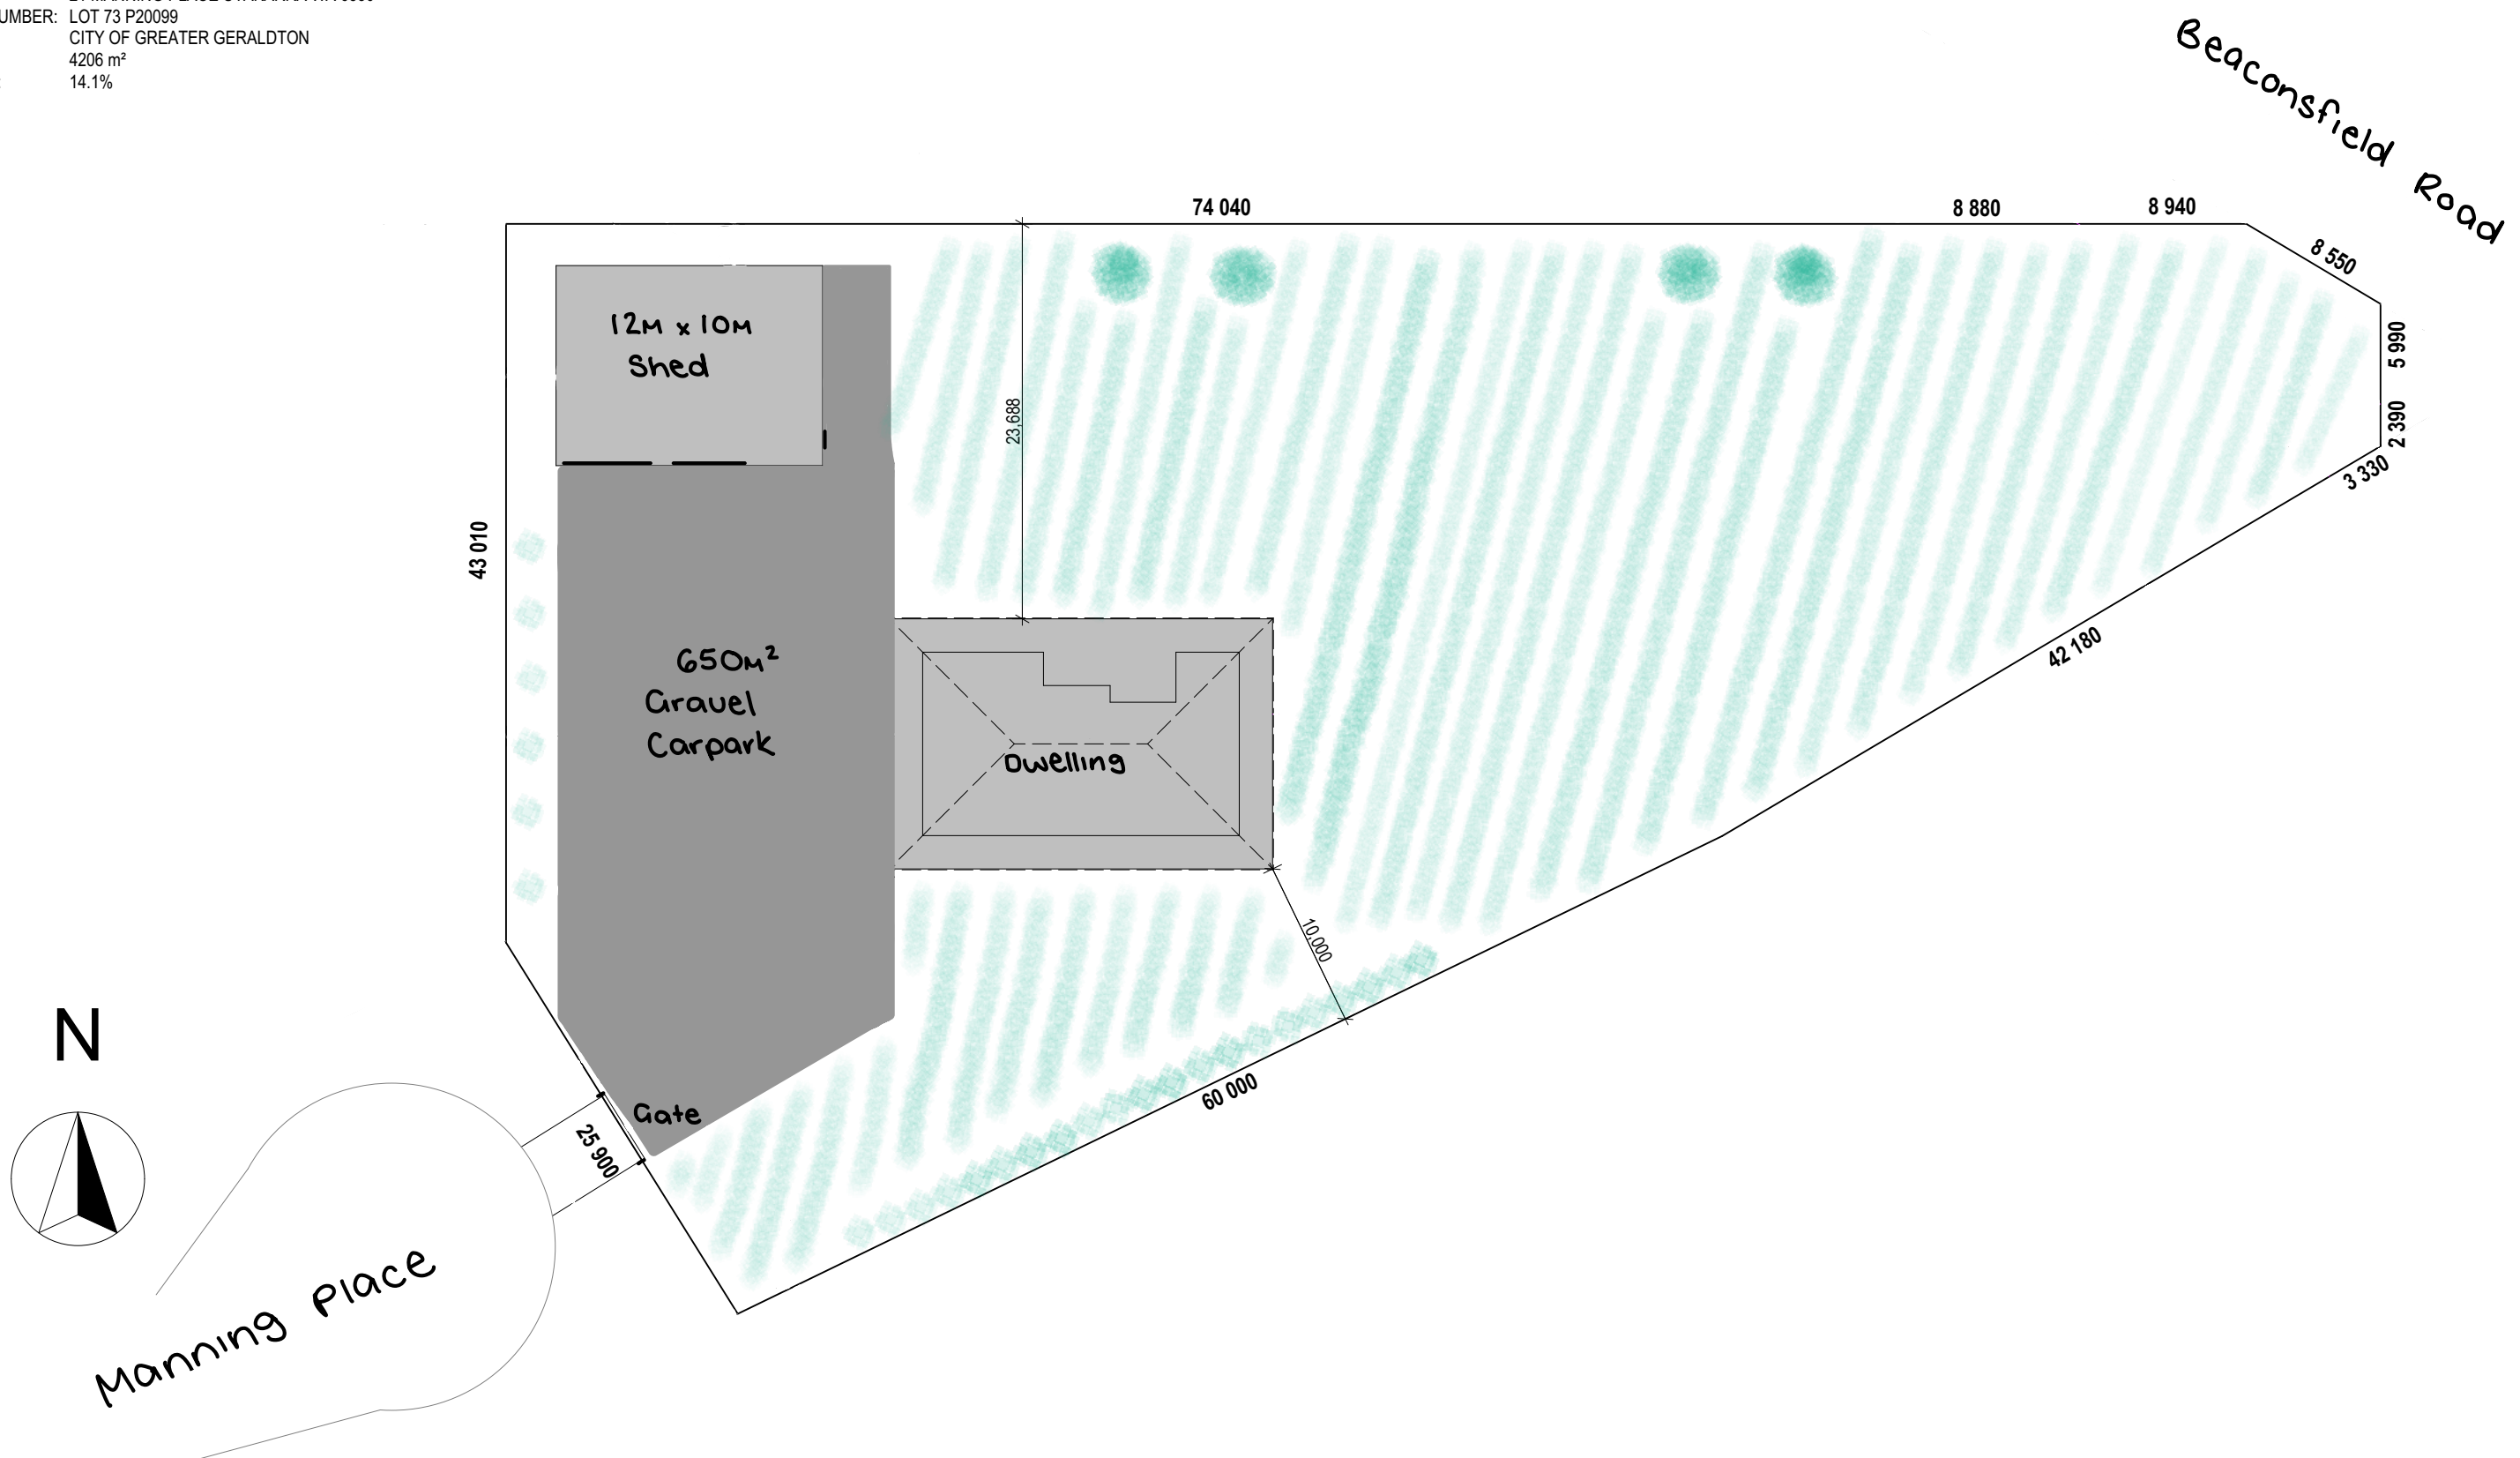 UMBER: LOT 73 P20099
CITY OF GREATER GERALDTON
4206 m²
14.1%
Beaconsfield Road
74 040
8 880
8 940
8 550
5 990
2 390
3 330
42 180
60 000
25 900
43 010
23,688
10,000
12M x 10M
Shed
650M²
Gravel
Carpark
Dwelling
Gate
N
Manning Place